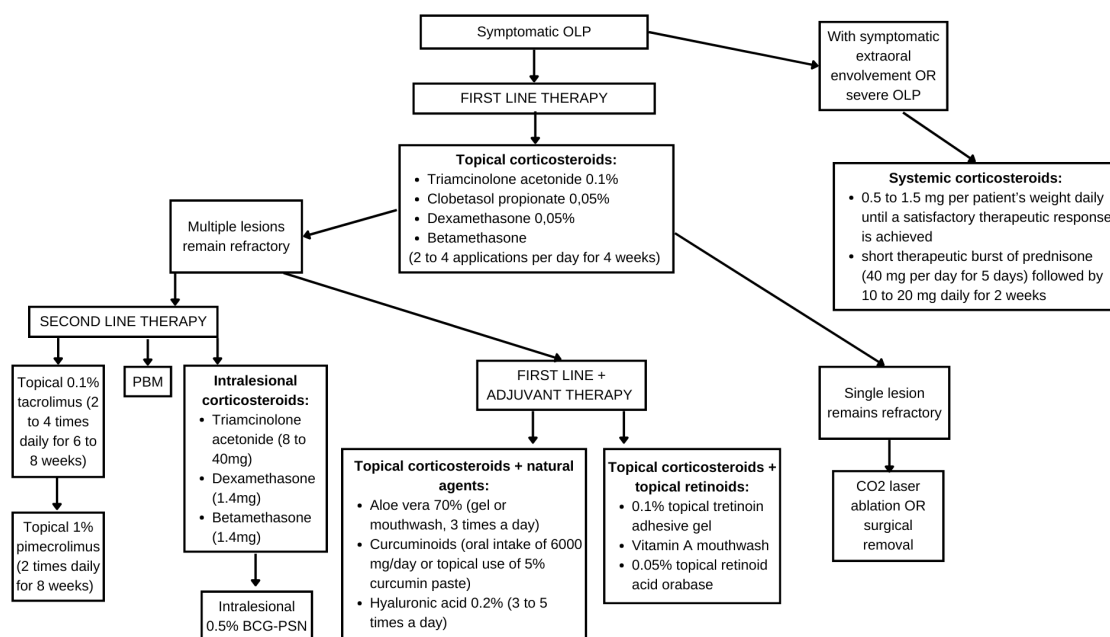 Symptomatic OLP
With symptomatic
extraoral
envolvement OR
severe OLP
FIRST LINE THERAPY
Topical corticosteroids:
• Triamcinolone acetonide 0.1%
• Clobetasol propionate 0,05%
• Dexamethasone 0,05%
• Betamethasone
(2 to 4 applications per day for 4 weeks)
Systemic corticosteroids:
• 0.5 to 1.5 mg per patient's weight daily
until a satisfactory therapeutic response
is achieved
• short therapeutic burst of prednisone
(40 mg per day for 5 days) followed by
10 to 20 mg daily for 2 weeks
Multiple lesions
remain refractory
SECOND LINE THERAPY
Topical 0.1%
tacrolimus (2
to 4 times
daily for 6 to
8 weeks)
PBM
Intralesional
corticosteroids:
• Triamcinolone
acetonide (8 to
40mg)
• Dexamethasone
(1.4mg)
• Betamethasone
(1.4mg)
Topical 1%
pimecrolimus
(2 times daily
for 8 weeks)
Intralesional
0.5% BCG-PSN
FIRST LINE +
ADJUVANT THERAPY
Topical corticosteroids + natural
agents:
• Aloe vera 70% (gel or
mouthwash, 3 times a day)
• Curcuminoids (oral intake of 6000
mg/day or topical use of 5%
curcumin paste)
• Hyaluronic acid 0.2% (3 to 5
times a day)
Topical corticosteroids +
topical retinoids:
• 0.1% topical tretinoin
adhesive gel
• Vitamin A mouthwash
• 0.05% topical retinoid
acid orabase
Single lesion
remains refractory
CO2 laser
ablation OR
surgical
removal